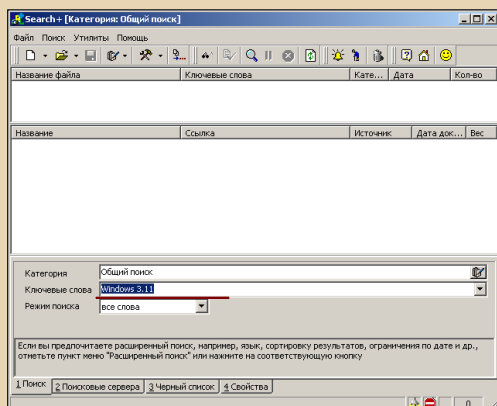 Search+ [Категория: Общий поиск]
Файл Поиск Утилиты Помощь
Название файла Ключевые слова Кате... Дата Кол-во
Название Ссылка Источник Дата док... Вес
Категория Общий поиск
Ключевые слова Windows 3.11
Режим поиска все слова
Если вы предпочитаете расширенный поиск, например, язык, сортировку результатов, ограничения по дате и др.,
отметьте пункт меню "Расширенный поиск" или нажмите на соответствующую кнопку
1 Поиск 2 Поисковые сервера 3 Черный список 4 Свойства
0